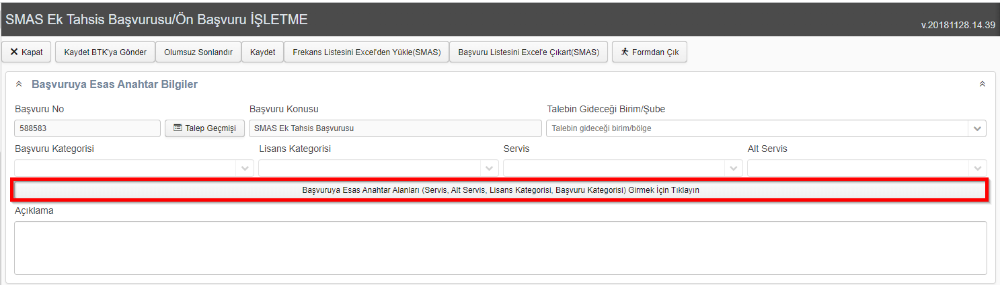 SMAS Ek Tahsis Başvurusu/Ön Başvuru İŞLETME
v.20181128.14.39
Kapat Kaydet BTK'ya Gönder Olumsuz Sonlandır Kaydet Frekans Listesini Excel'den Yükle(SMAS) Başvuru Listesini Excel'e Çıkart(SMAS) Formdan Çık
Başvuruya Esas Anahtar Bilgiler
Başvuru No Başvuru Konusu Talebin Gideceği Birim/Şube
588583 Talep Geçmişi SMAS Ek Tahsis Başvurusu Talebin gideceği birim/bölge
Başvuru Kategorisi Lisans Kategorisi Servis Alt Servis
Başvuruya Esas Anahtar Alanları (Servis, Alt Servis, Lisans Kategorisi, Başvuru Kategorisi) Girmek İçin Tıklayın
Açıklama